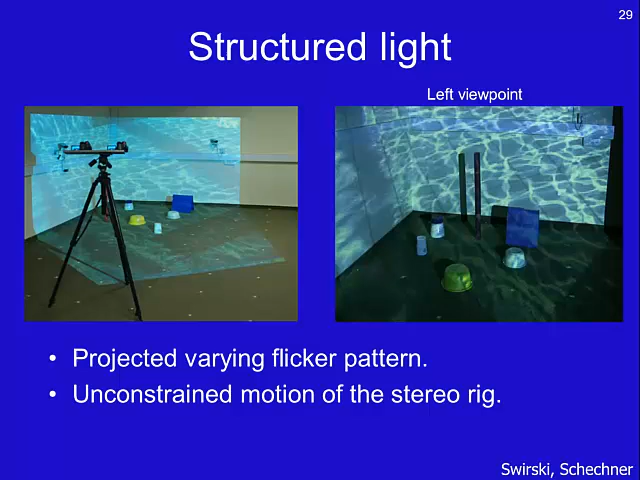 29
Structured light
Left viewpoint
• Projected varying flicker pattern.
• Unconstrained motion of the stereo rig.
Swirski, Schechner